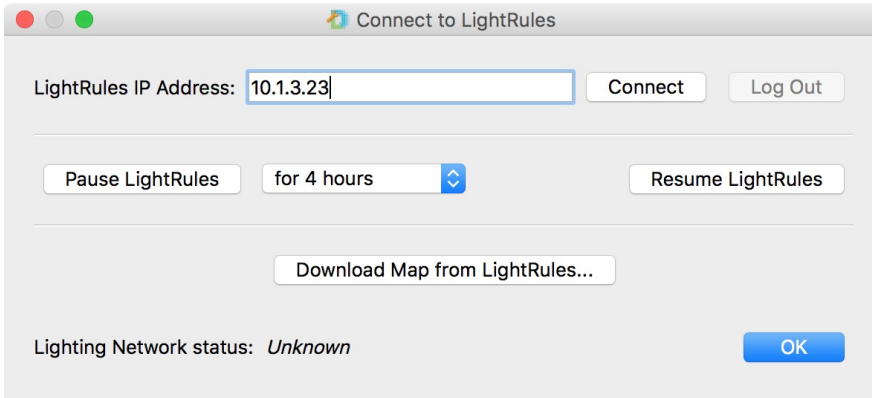 Connect to LightRules
LightRules IP Address: 10.1.3.23 Connect Log Out
Pause LightRules for 4 hours Resume LightRules
Download Map from LightRules...
Lighting Network status: Unknown OK